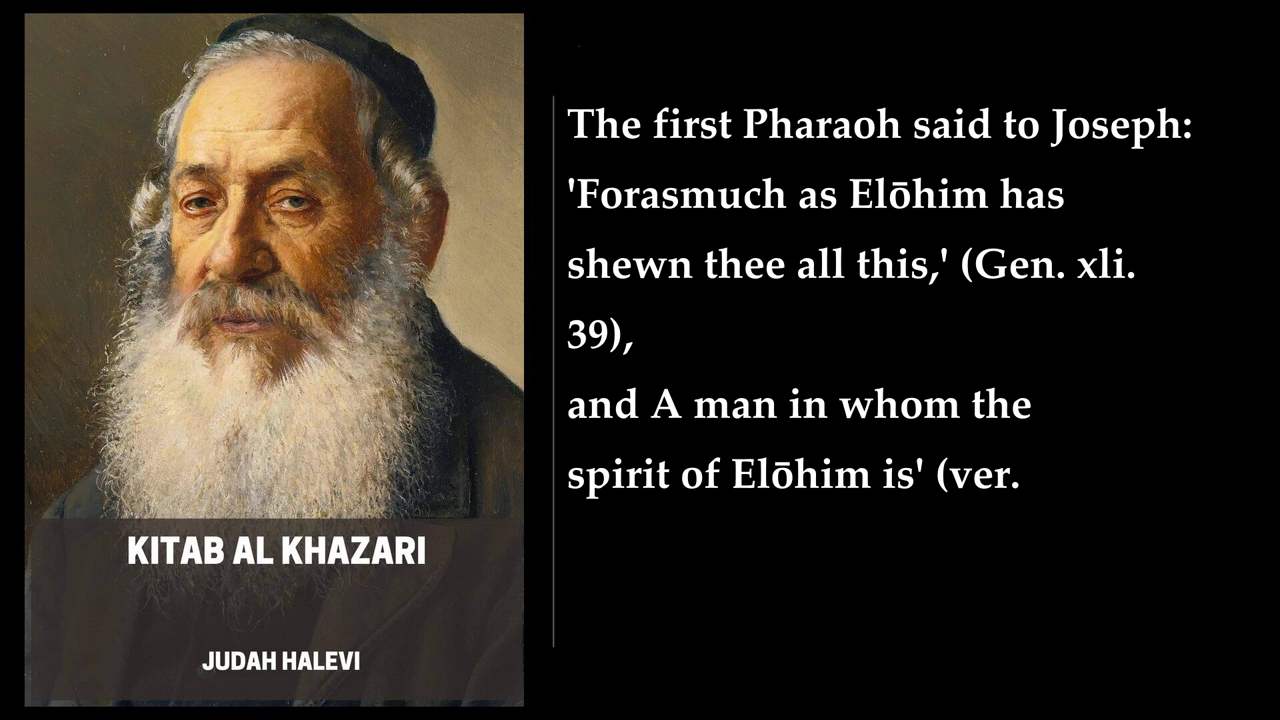 KITAB AL KHAZARI
JUDAH HALEVI
The first Pharaoh said to Joseph:
'Forasmuch as Elōhim has
shewn thee all this,' (Gen. xli.
39),
and A man in whom the
spirit of Elōhim is' (ver.